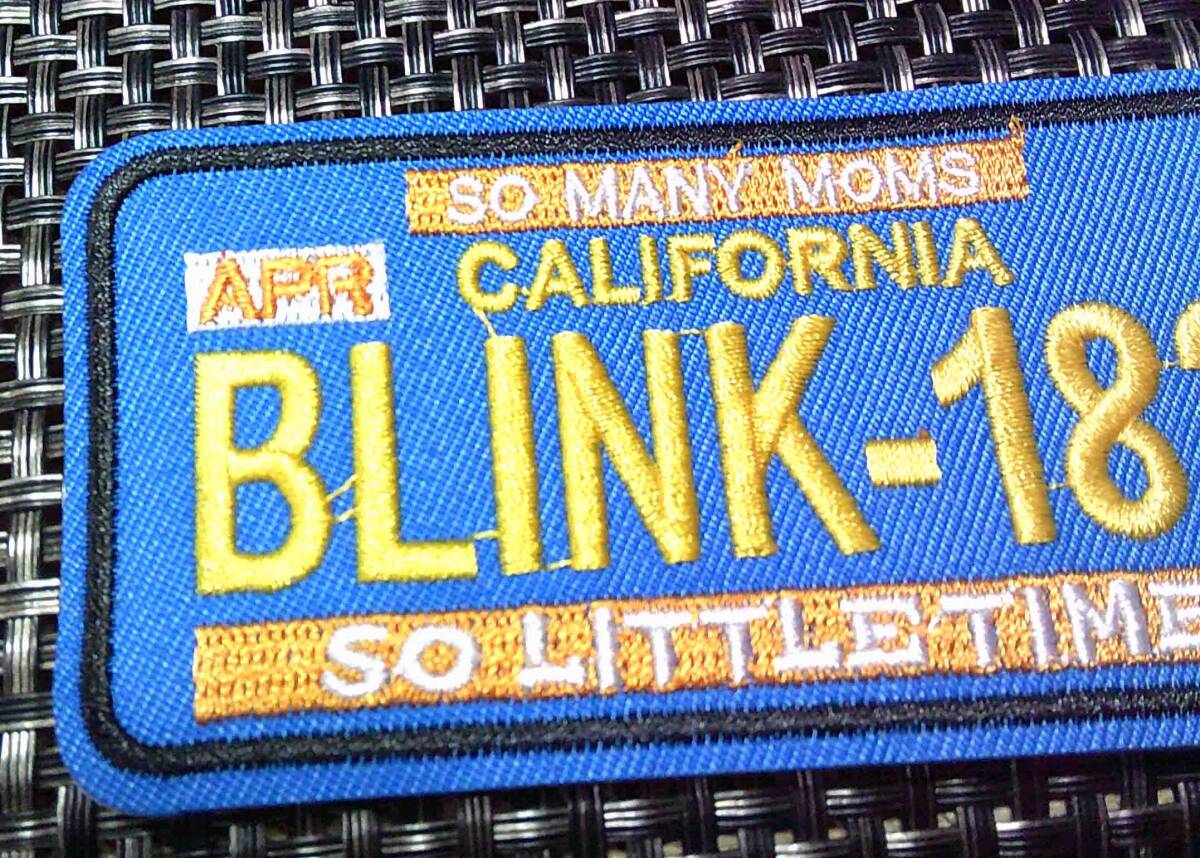 SO MANY MOMS
CALIFORNIA
APR
BLINK-18
SO LITTLE TIME